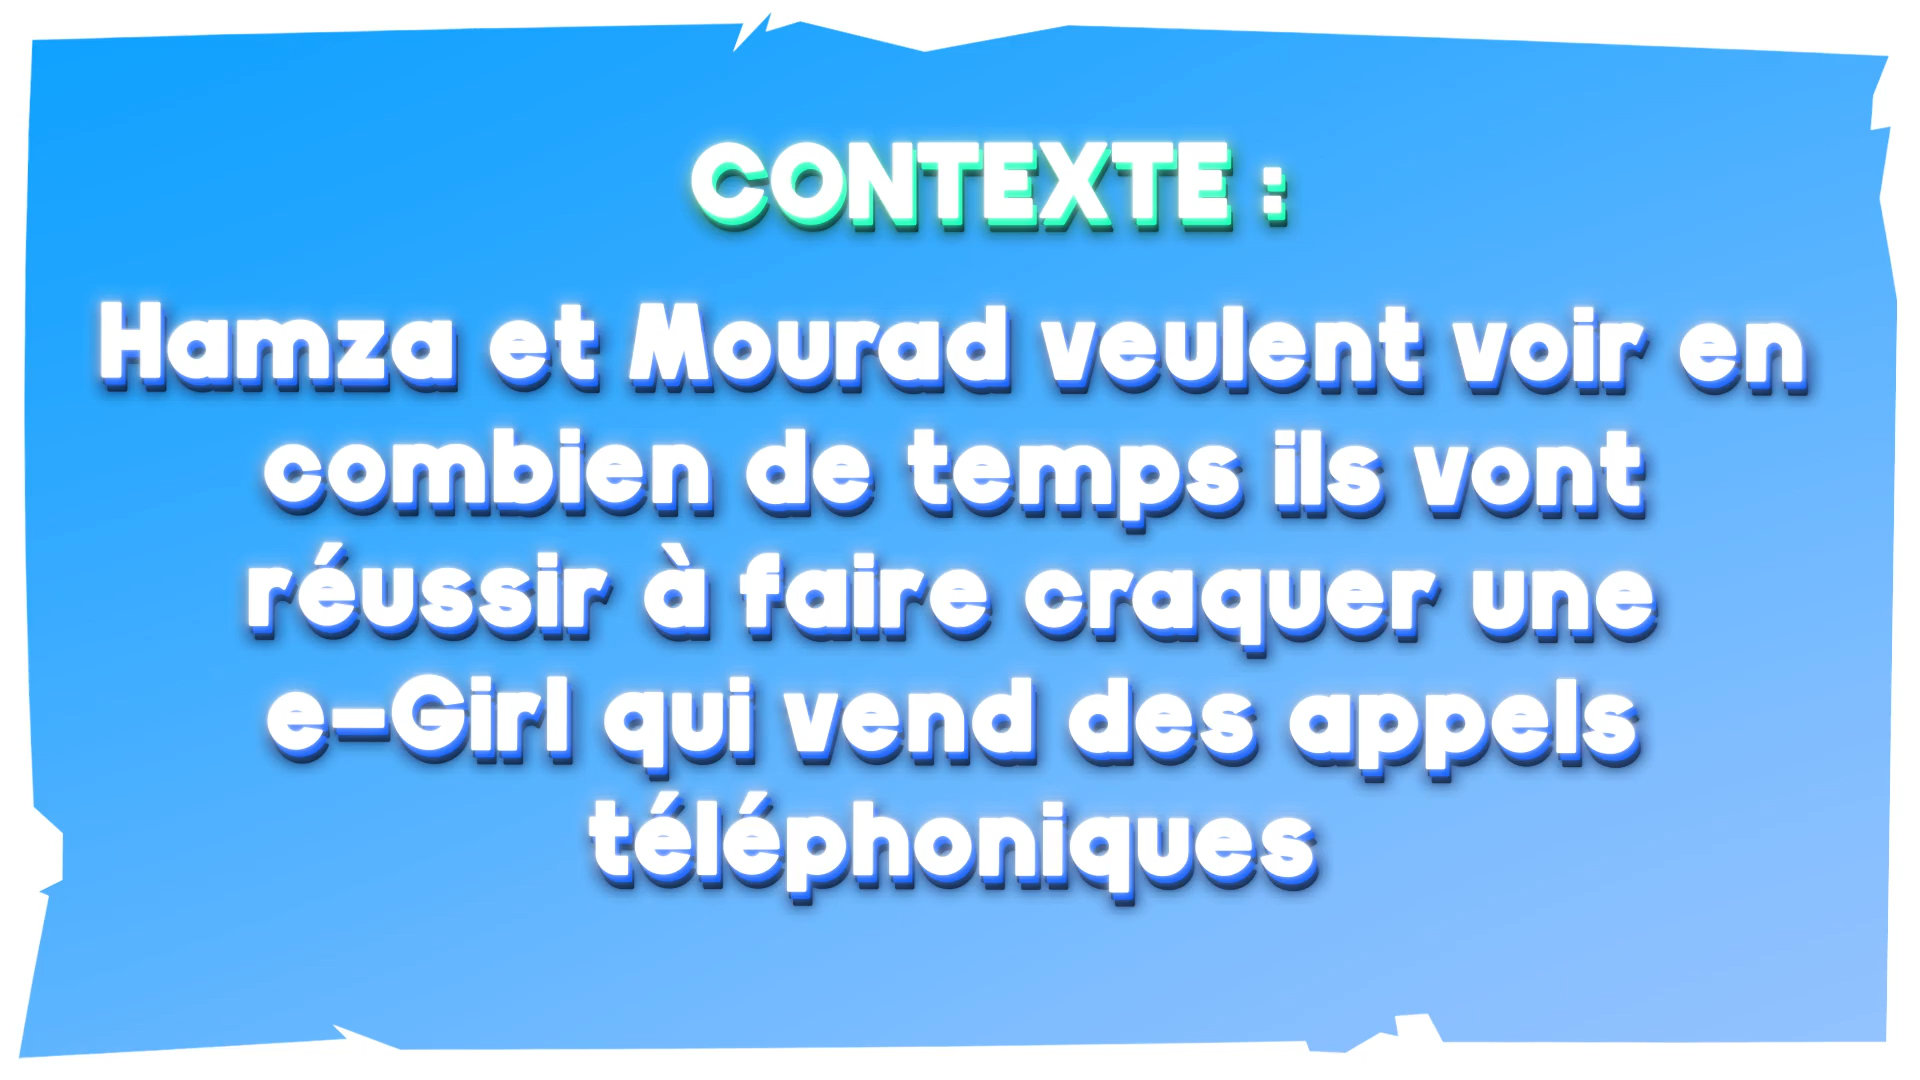 CONTEXTE :
Hamza et Mourad veulent voir en
combien de temps ils vont
réussir à faire craquer une
e-Girl qui vend des appels
téléphoniques